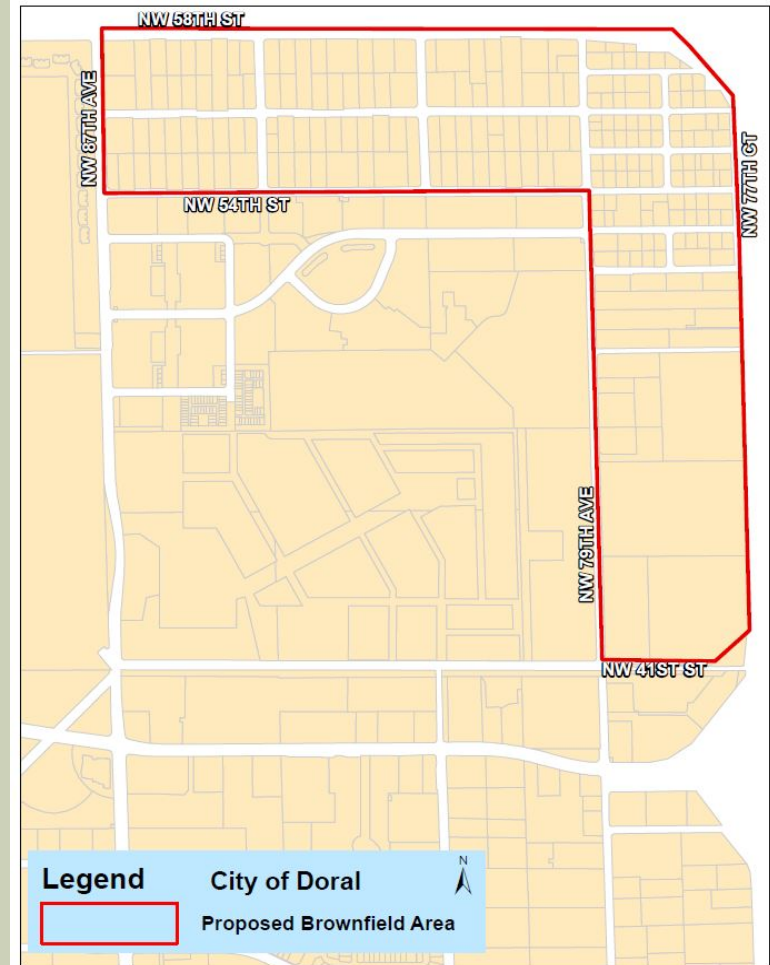 NW 58TH ST
NW 87TH AVE
NW 77TH CT
NW 54TH ST
NW 79TH AVE
NW 41ST ST
Legend
City of Doral
N
Proposed Brownfield Area